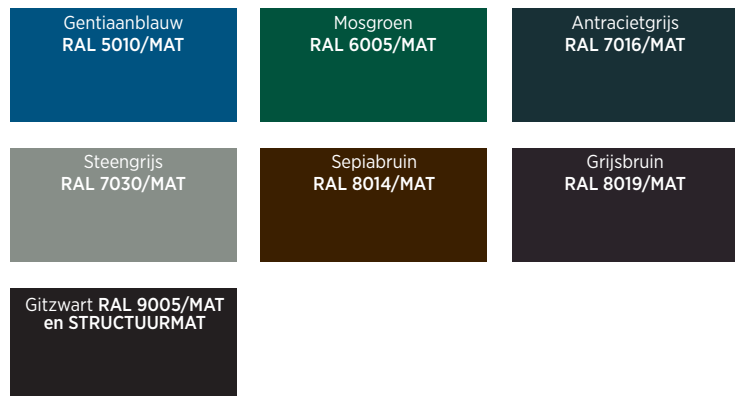 Gentiaanblauw
RAL 5010/MAT
Mosgroen
RAL 6005/MAT
Antracietgrijs
RAL 7016/MAT
Steengrijs
RAL 7030/MAT
Sepiabruin
RAL 8014/MAT
Grijsbruin
RAL 8019/MAT
Gitzwart RAL 9005/MAT
en STRUCTUURMAT